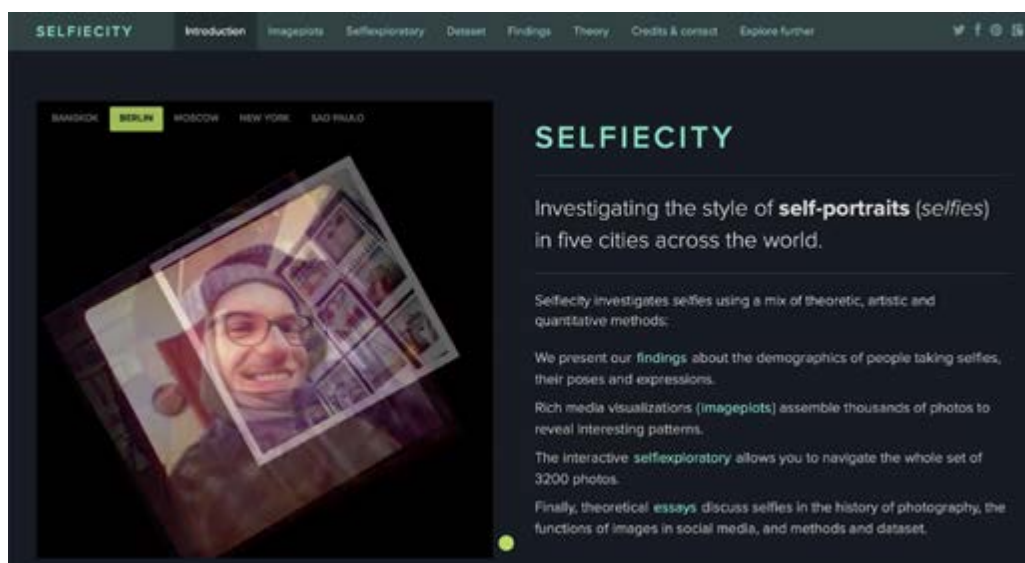 SELFIECITY Introduction Imageplots Selfiexploratory Dataset Findings Theory Credits & contact Explore further
BANGKOK BERLIN MOSCOW NEW YORK SAO PAULO
SELFIECITY
Investigating the style of self-portraits (selfies)
in five cities across the world.
Selfiecity investigates selfies using a mix of theoretic, artistic and
quantitative methods:
We present our findings about the demographics of people taking selfies,
their poses and expressions.
Rich media visualizations (imageplots) assemble thousands of photos to
reveal interesting patterns.
The interactive selfiexploratory allows you to navigate the whole set of
3200 photos.
Finally, theoretical essays discuss selfies in the history of photography, the
functions of images in social media, and methods and dataset.